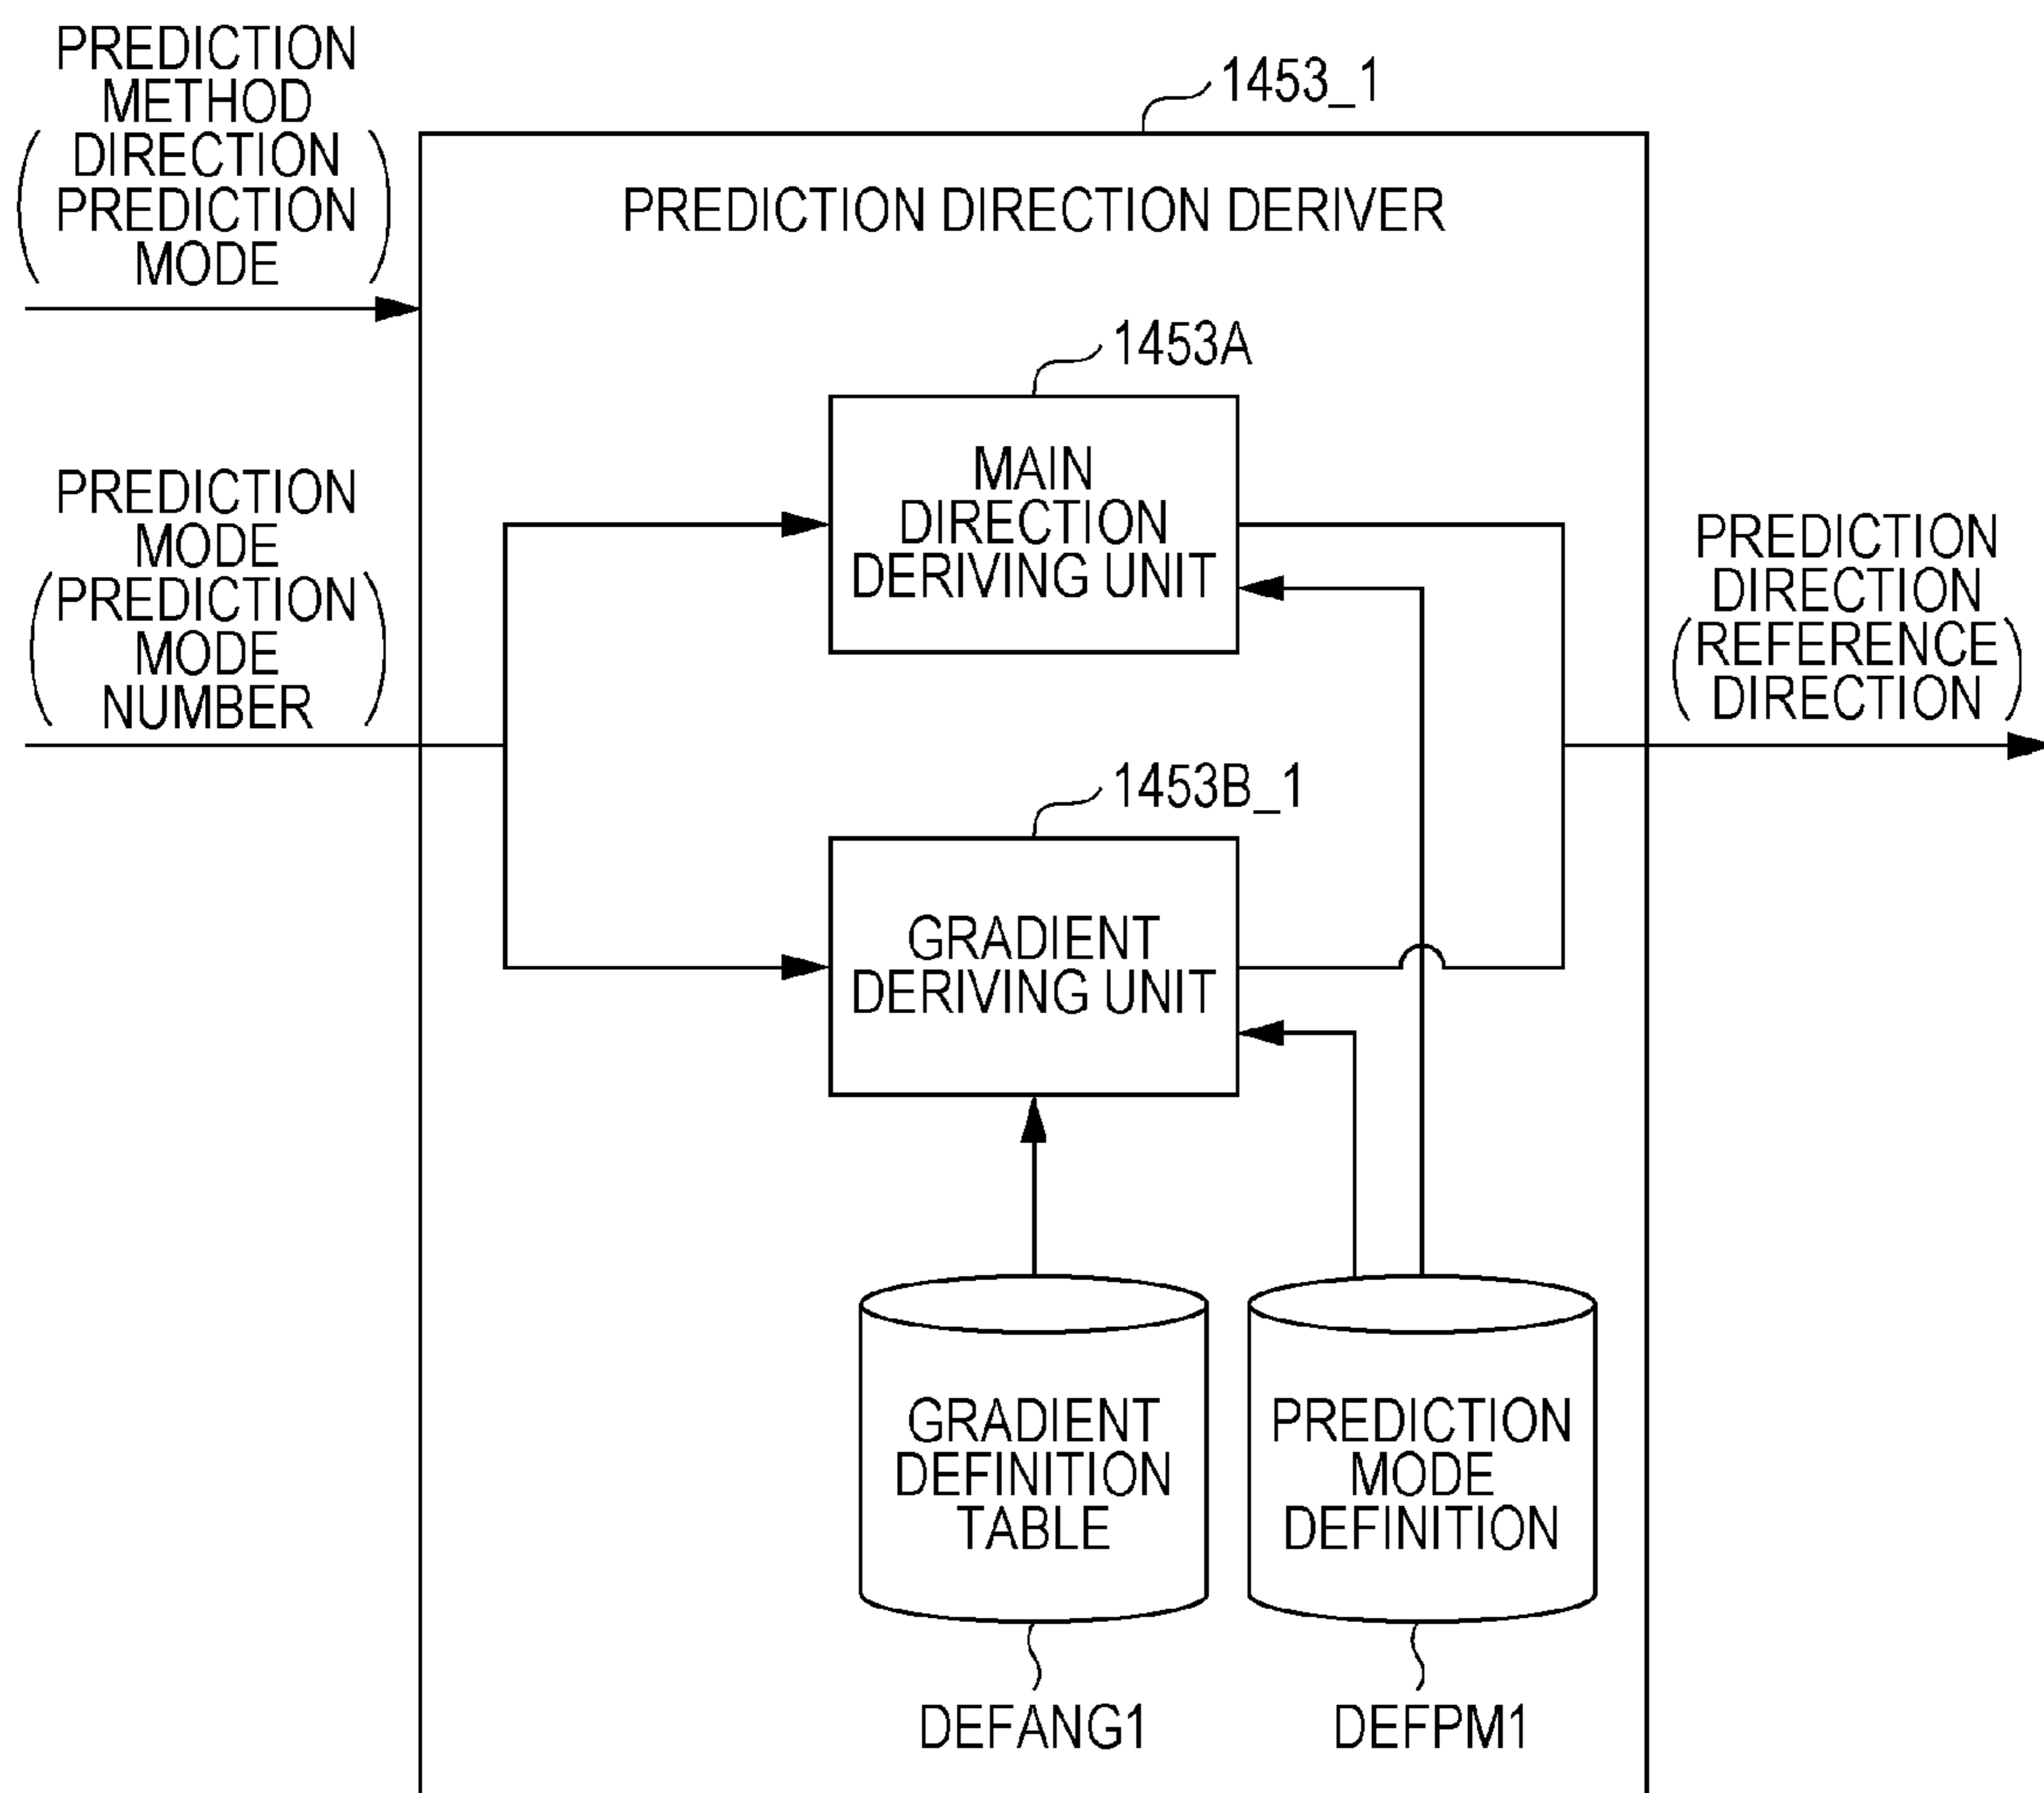 PREDICTION
METHOD
(DIRECTION
PREDICTION
MODE)
1453_1
PREDICTION DIRECTION DERIVER
1453A
MAIN
DIRECTION
DERIVING UNIT
PREDICTION
MODE
(PREDICTION
MODE
NUMBER)
PREDICTION
DIRECTION
(REFERENCE
DIRECTION)
1453B_1
GRADIENT
DERIVING UNIT
GRADIENT
DEFINITION
TABLE
PREDICTION
MODE
DEFINITION
DEFANG1
DEFPM1